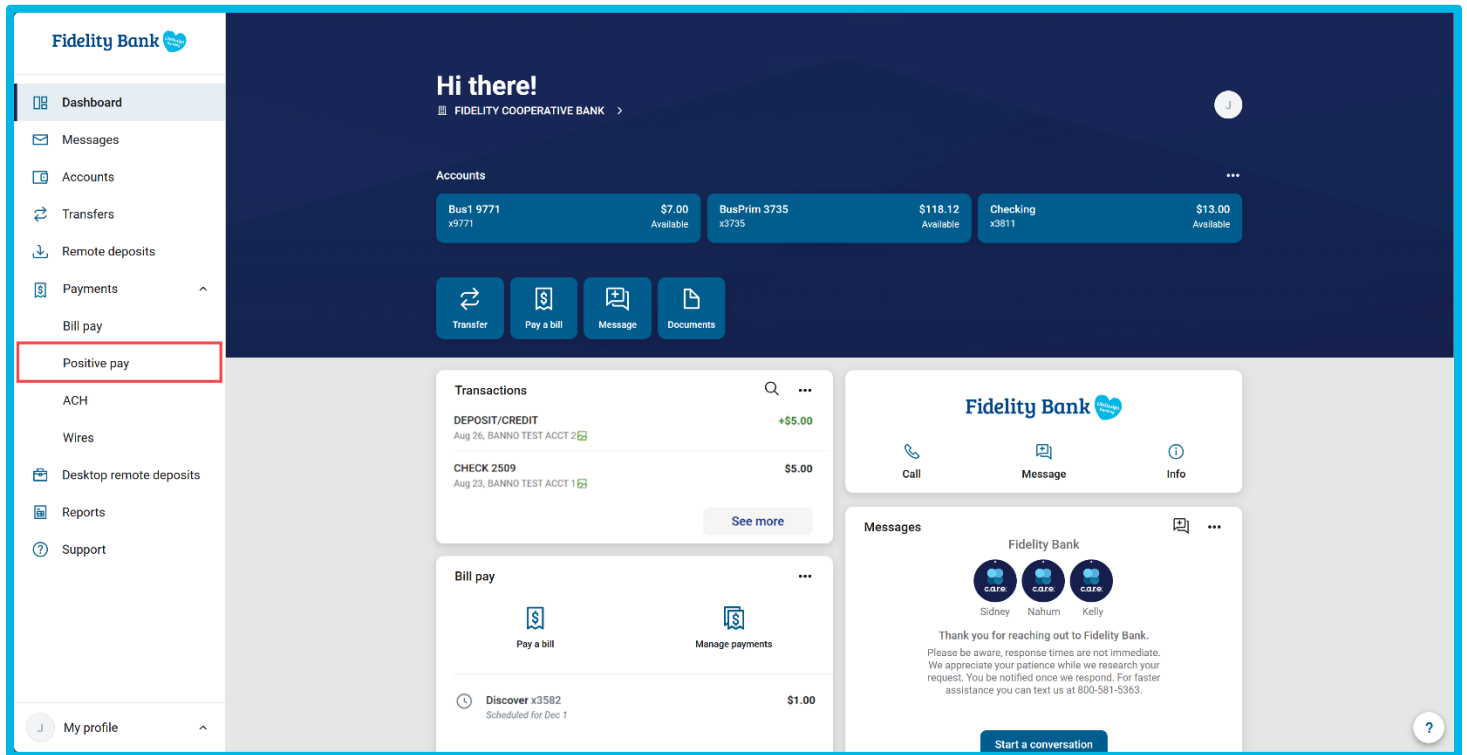 Fidelity Bank
Dashboard
Messages
Accounts
Transfers
Remote deposits
Payments
Bill pay
Positive pay
ACH
Wires
Desktop remote deposits
Reports
Support
J
My profile
Hi there!
FIDELITY COOPERATIVE BANK
J
Accounts
Bus1 9771 $7.00
x9771 Available
BusPrim 3735 $118.12
x3735 Available
Checking $13.00
x3811 Available
Transfer
Pay a bill
Message
Documents
Transactions
DEPOSIT/CREDIT +$5.00
Aug 26, BANNO TEST ACCT 2
CHECK 2509 $5.00
Aug 23, BANNO TEST ACCT 1
See more
Bill pay
Pay a bill
Manage payments
Discover x3582 $1.00
Scheduled for Dec 1
Fidelity Bank
Call
Message
Info
Messages
Fidelity Bank
care
care
care
Sidney
Nahum
Kelly
Thank you for reaching out to Fidelity Bank.
Please be aware, response times are not immediate.
We appreciate your patience while we research your
request. You be notified once we respond. For faster
assistance you can text us at 800-581-5363.
Start a conversation
?